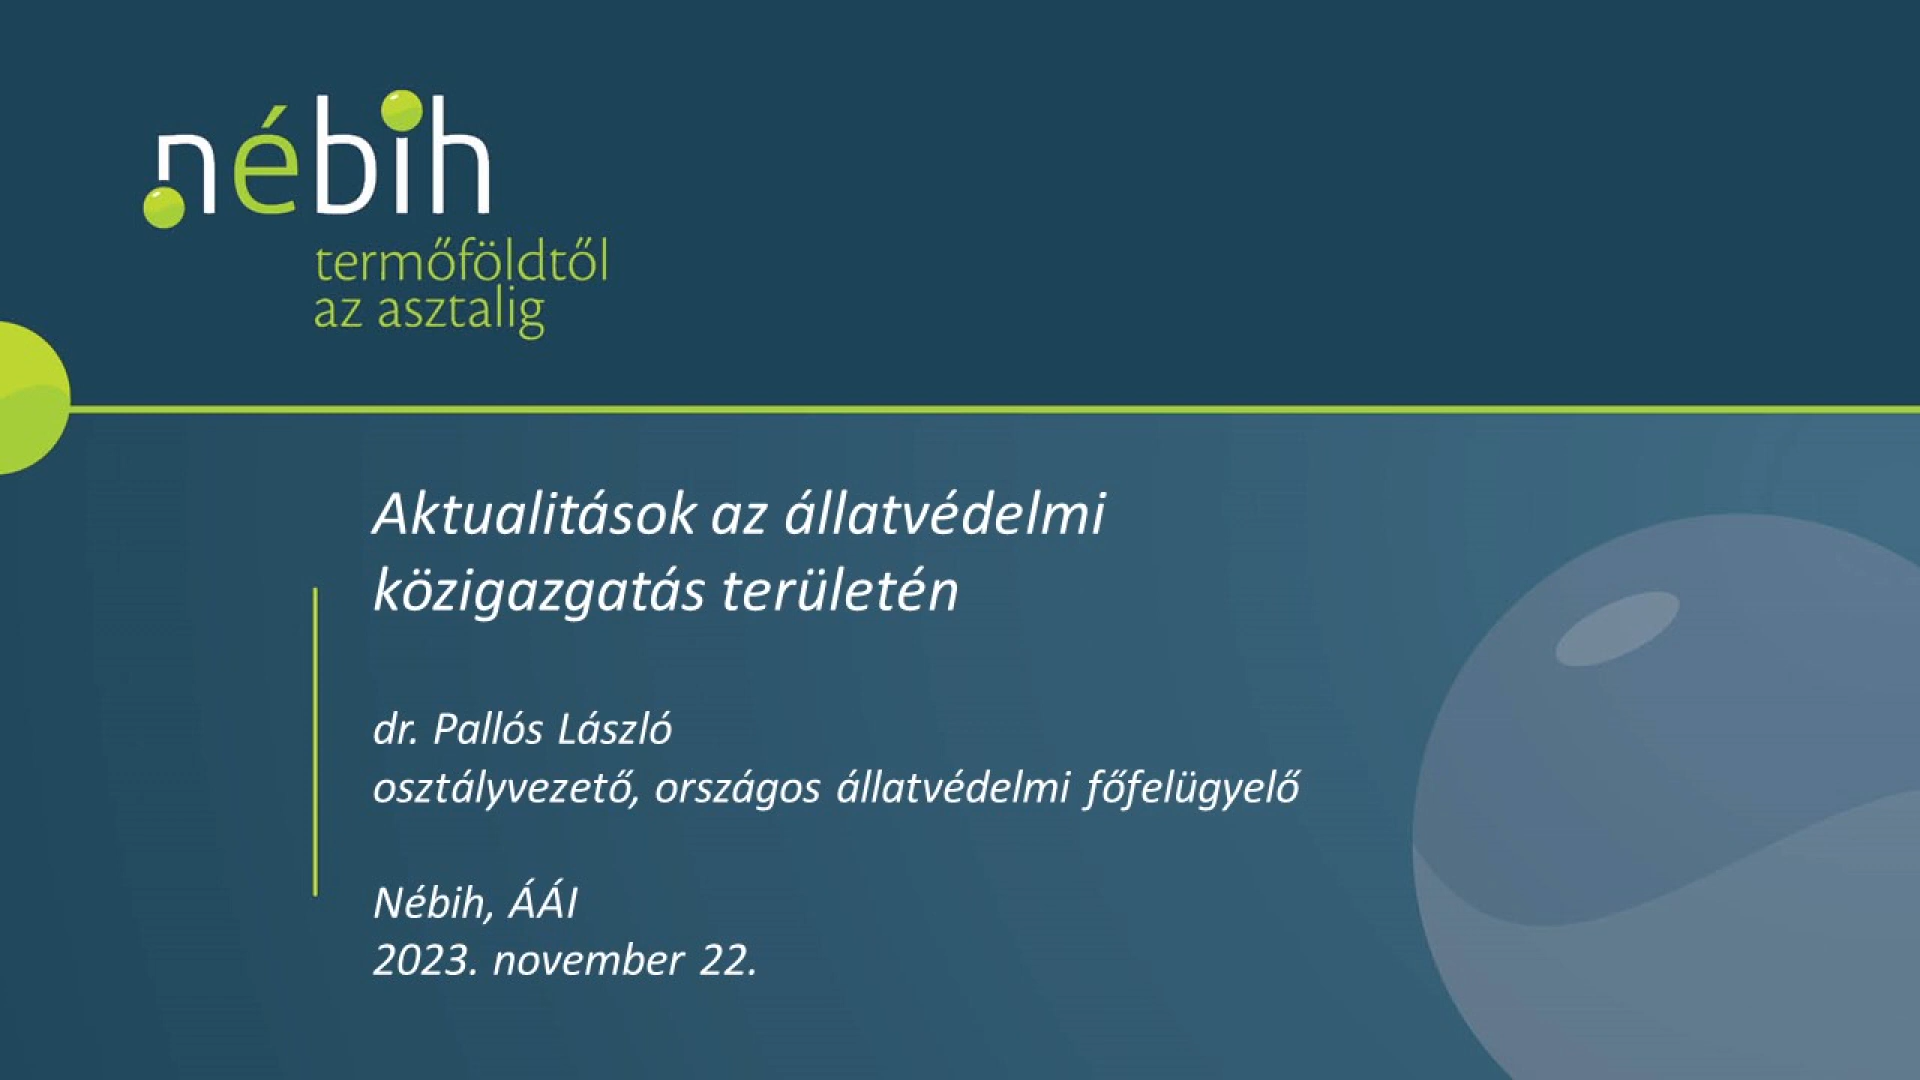 nébih
termőföldtől
az asztalig
Aktualitások az állatvédelmi
közigazgatás területén
dr. Pallós László
osztályvezető, országos állatvédelmi főfelügyelő
Nébih, ÁÁI
2023. november 22.